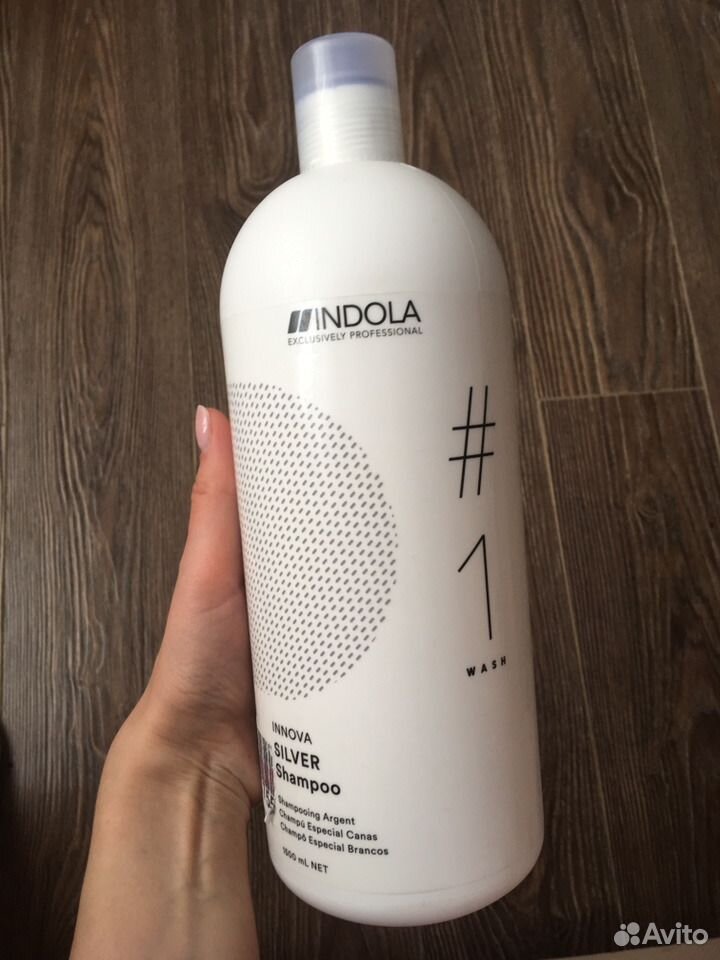 INDOLA
EXCLUSIVELY PROFESSIONAL
#
1
WASH
INNOVA
SILVER
Shampoo
Shampooing Argent
Champú Especial Canas
Champô Especial Brancos
1500 mL NET
Avito